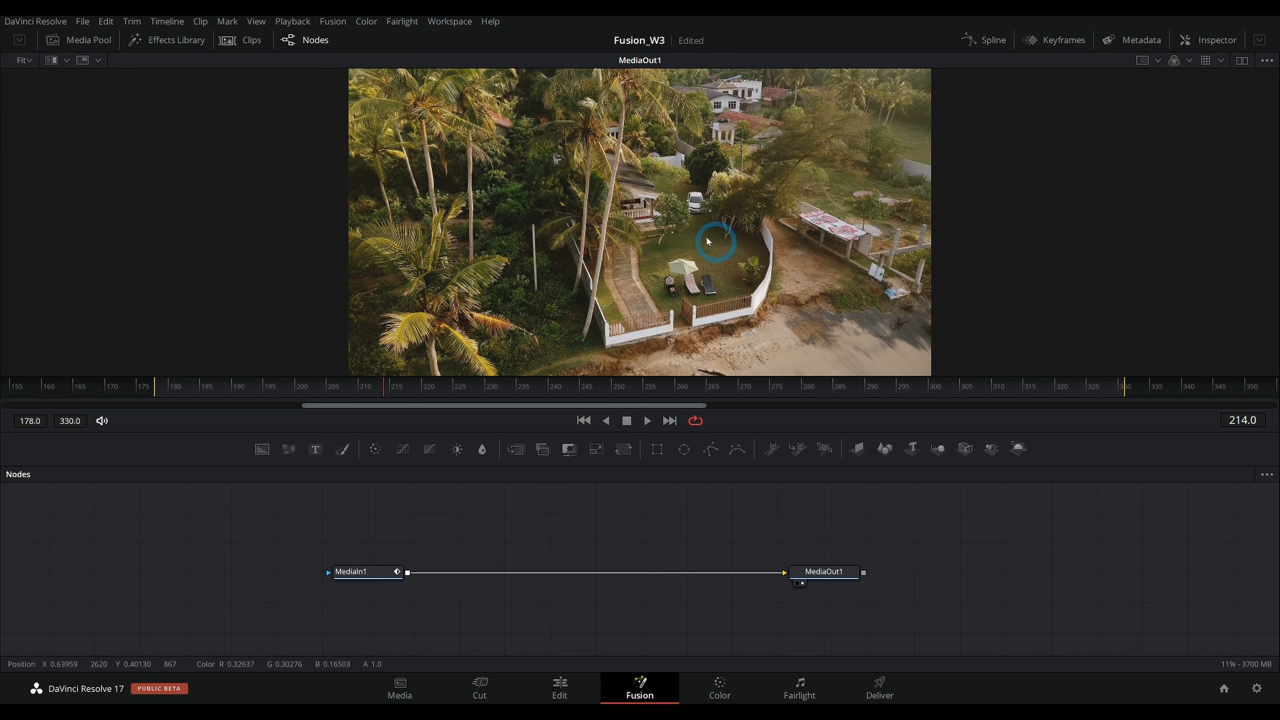 DaVinci Resolve File Edit Trim Timeline Clip Mark View Playback Fusion Color Fairlight Workspace Help
Media Pool Effects Library Clips Nodes Fusion_W3 Edited Spline Keyframes Metadata Inspector
Fit MediaOut1
155 160 165 170 175 180 185 190 195 200 205 210 215 220 225 230 235 240 245 250 255 260 265 270 275 280 285 290 295 300 305 310 315 320 325 330 335 340 345 350
178.0 330.0 214.0
T
Nodes
MediaIn1 MediaOut1
Position X 0.63959 2620 Y 0.40130 867 Color R 0.32637 G 0.30276 B 0.16503 A 1.0 11% - 3700 MB
DaVinci Resolve 17 PUBLIC BETA Media Cut Edit Fusion Color Fairlight Deliver